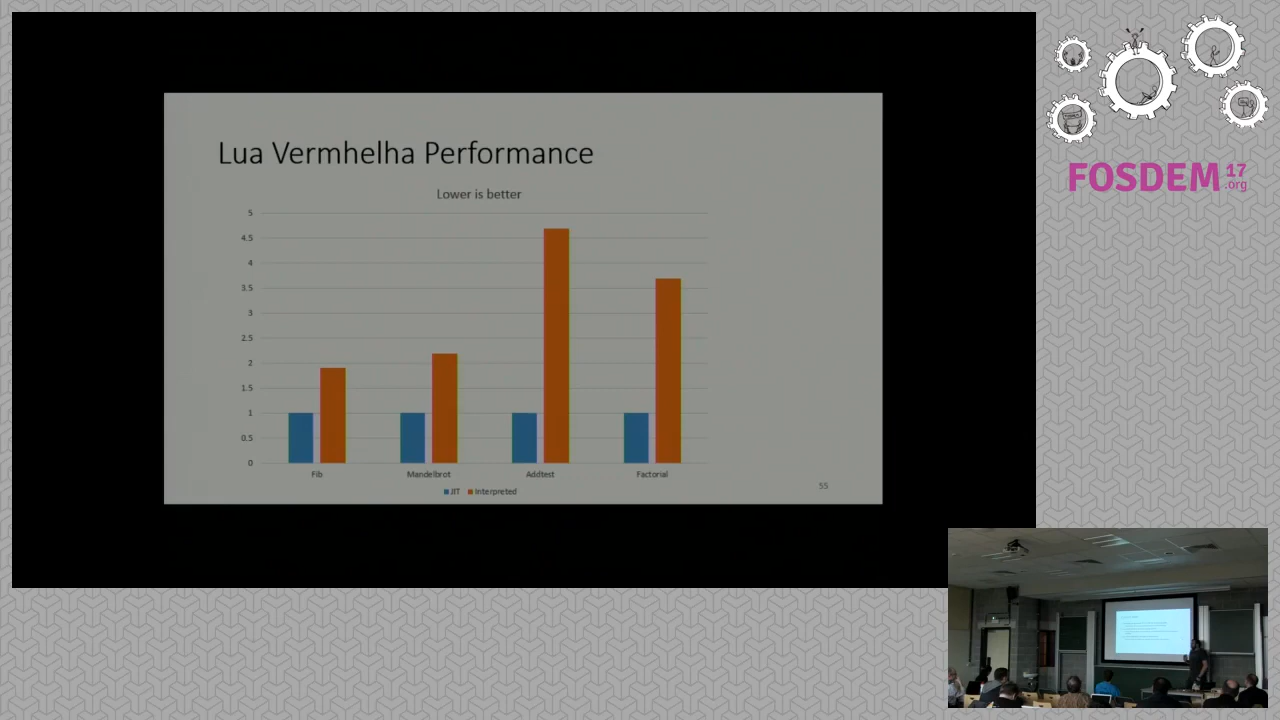 Lua Vermhelha Performance
Lower is better
5
4.5
4
3.5
3
2.5
2
1.5
1
0.5
0
Fib Mandelbrot Addtest Factorial
JIT Interpreted
55
FOSDEM 17 .org